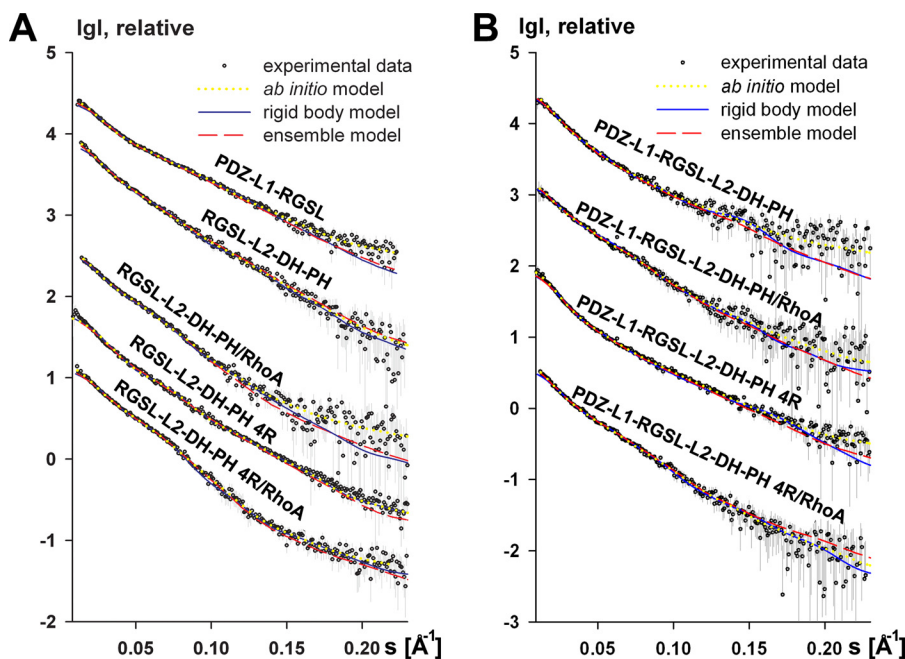 A
lgI, relative
5
4
3
2
1
0
-1
-2
experimental data
ab initio model
rigid body model
ensemble model
PDZ-L1-RGSL
RGSL-L2-DH-PH
RGSL-L2-DH-PH/RhoA
RGSL-L2-DH-PH 4R
RGSL-L2-DH-PH 4R/RhoA
0.05 0.10 0.15 0.20 s [Å-1]
B
lgI, relative
5
4
3
2
1
0
-1
-2
-3
experimental data
ab initio model
rigid body model
ensemble model
PDZ-L1-RGSL-L2-DH-PH
PDZ-L1-RGSL-L2-DH-PH/RhoA
PDZ-L1-RGSL-L2-DH-PH 4R
PDZ-L1-RGSL-L2-DH-PH 4R/RhoA
0.05 0.10 0.15 0.20 s [Å-1]